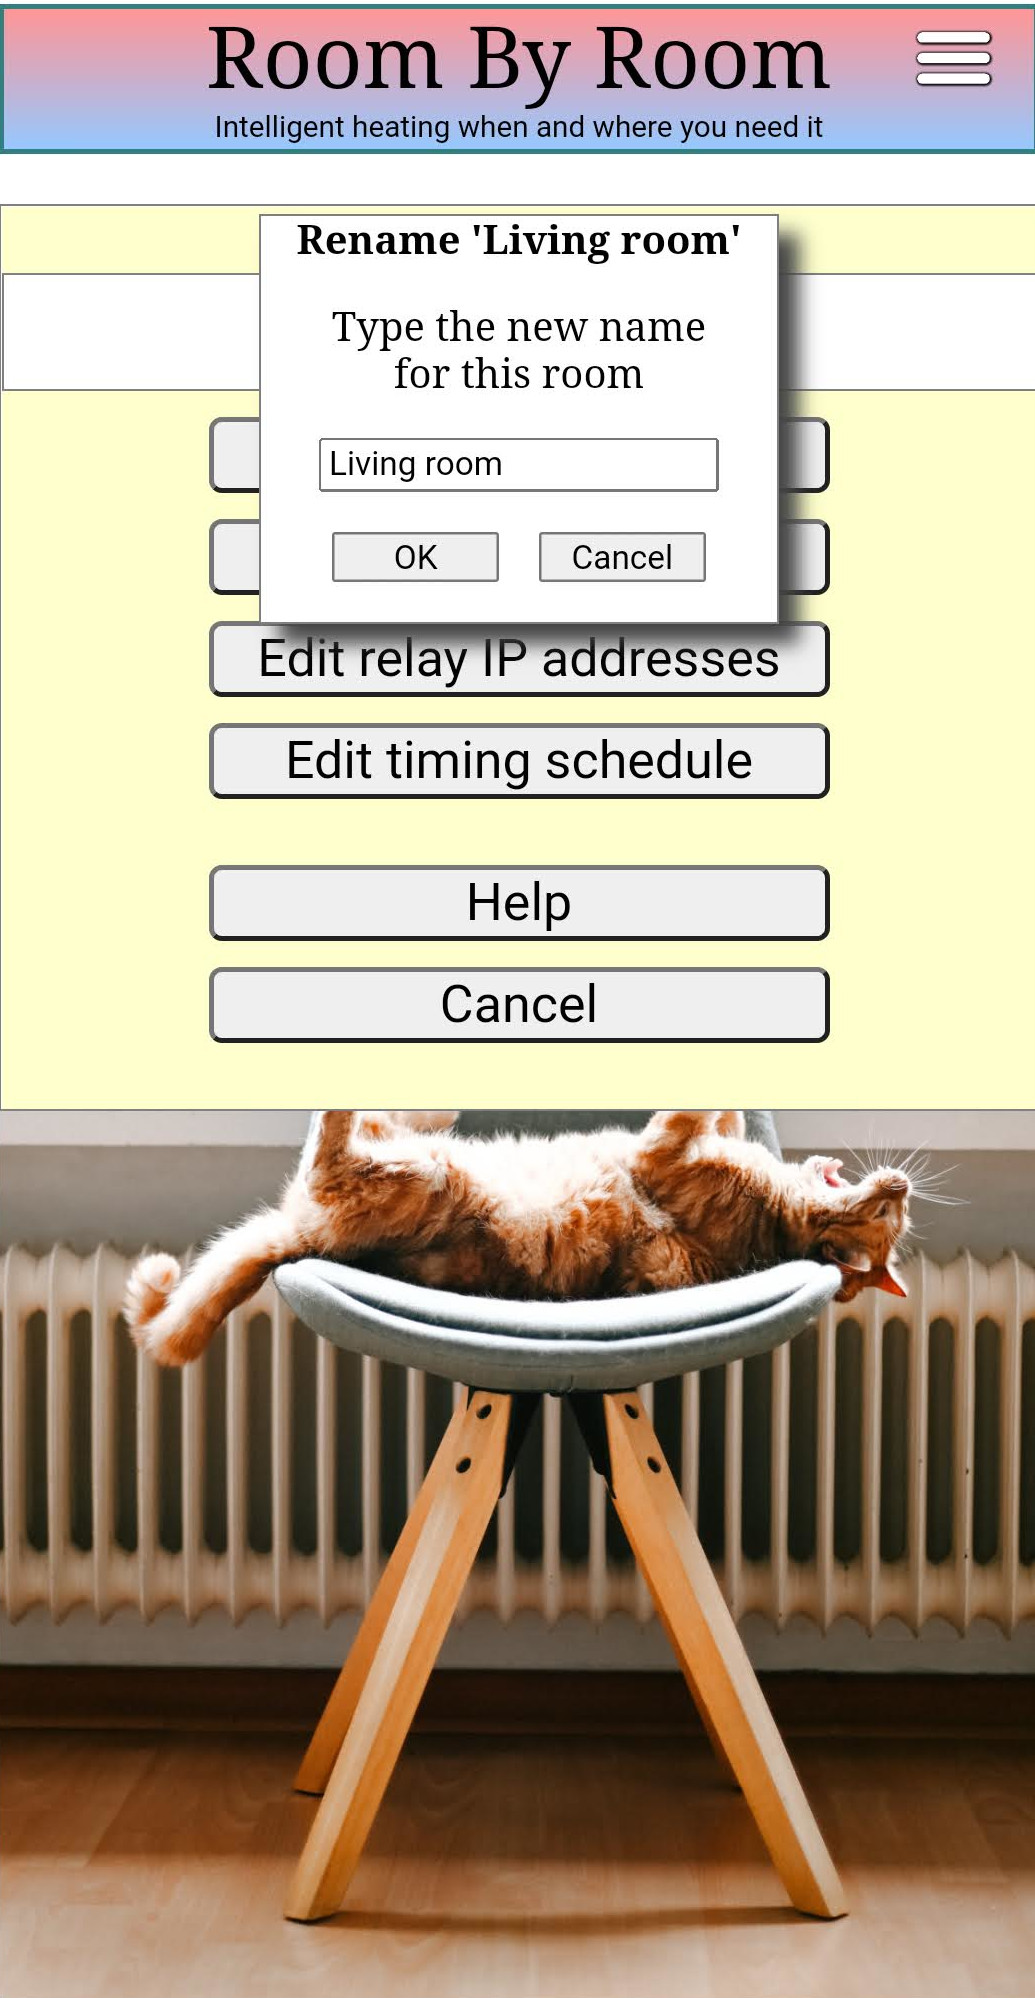 Room By Room
Intelligent heating when and where you need it
Rename 'Living room'
Type the new name
for this room
Living room
OK
Cancel
Edit relay IP addresses
Edit timing schedule
Help
Cancel